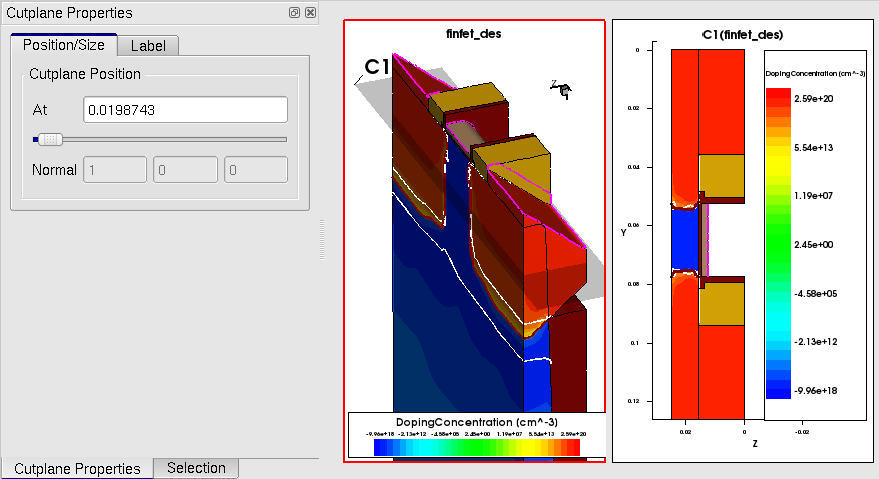 Cutplane Properties
Position/Size
Label
Cutplane Position
At
0.0198743
Normal
1
0
0
Cutplane Properties
Selection
finfet_des
C1
Z
DopingConcentration (cm^-3)
-9.96e+18 -2.13e+12 -4.58e+05 2.45e+00 1.19e+07 5.54e+13 2.59e+20
C1(finfet_des)
0
0.02
0.04
0.06
0.08
0.1
0.12
Y
0.02
0
-0.02
Z
DopingConcentration (cm^-3)
2.59e+20
5.54e+13
1.19e+07
2.45e+00
-4.58e+05
-2.13e+12
-9.96e+18